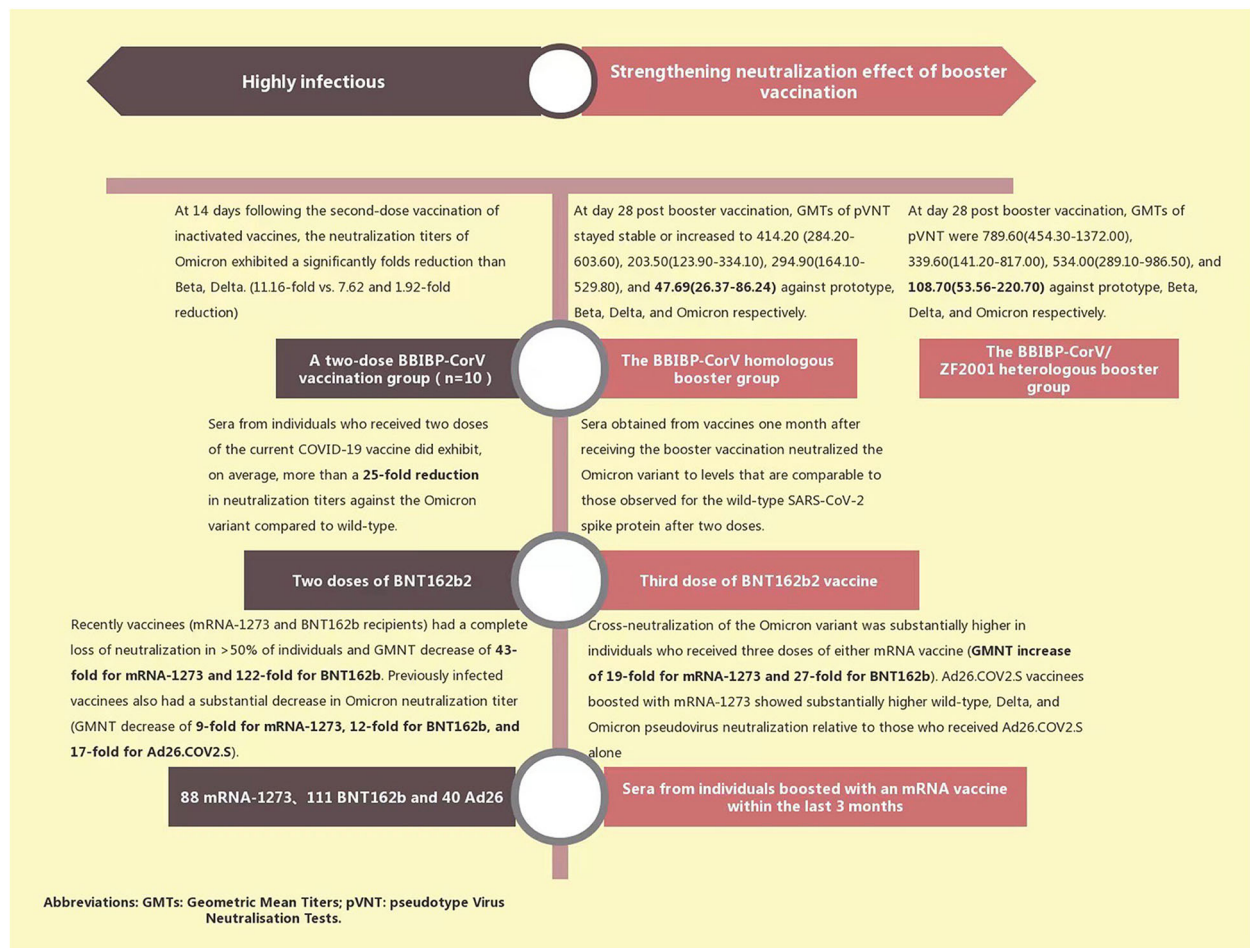 Highly infectious
Strengthening neutralization effect of booster
vaccination
At 14 days following the second-dose vaccination of
inactivated vaccines, the neutralization titers of
Omicron exhibited a significantly folds reduction than
Beta, Delta. (11.16-fold vs. 7.62 and 1.92-fold
reduction)
At day 28 post booster vaccination, GMTs of pVNT
stayed stable or increased to 414.20 (284.20-
603.60), 203.50(123.90-334.10), 294.90(164.10-
529.80), and 47.69(26.37-86.24) against prototype,
Beta, Delta, and Omicron respectively.
At day 28 post booster vaccination, GMTs of
pVNT were 789.60(454.30-1372.00),
339.60(141.20-817.00), 534.00(289.10-986.50), and
108.70(53.56-220.70) against prototype, Beta,
Delta, and Omicron respectively.
A two-dose BBIBP-CorV
vaccination group ( n=10 )
The BBIBP-CorV homologous
booster group
The BBIBP-CorV/
ZF2001 heterologous booster
group
Sera from individuals who received two doses
of the current COVID-19 vaccine did exhibit,
on average, more than a 25-fold reduction
in neutralization titers against the Omicron
variant compared to wild-type.
Sera obtained from vaccines one month after
receiving the booster vaccination neutralized the
Omicron variant to levels that are comparable to
those observed for the wild-type SARS-CoV-2
spike protein after two doses.
Two doses of BNT162b2
Third dose of BNT162b2 vaccine
Recently vaccinees (mRNA-1273 and BNT162b recipients) had a complete
loss of neutralization in >50% of individuals and GMNT decrease of 43-
fold for mRNA-1273 and 122-fold for BNT162b. Previously infected
vaccinees also had a substantial decrease in Omicron neutralization titer
(GMNT decrease of 9-fold for mRNA-1273, 12-fold for BNT162b, and
17-fold for Ad26.COV2.S).
Cross-neutralization of the Omicron variant was substantially higher in
individuals who received three doses of either mRNA vaccine (GMNT increase
of 19-fold for mRNA-1273 and 27-fold for BNT162b). Ad26.COV2.S vaccinees
boosted with mRNA-1273 showed substantially higher wild-type, Delta, and
Omicron pseudovirus neutralization relative to those who received Ad26.COV2.S
alone
88 mRNA-1273、111 BNT162b and 40 Ad26
Sera from individuals boosted with an mRNA vaccine
within the last 3 months
Abbreviations: GMTs: Geometric Mean Titers; pVNT: pseudotype Virus
Neutralisation Tests.